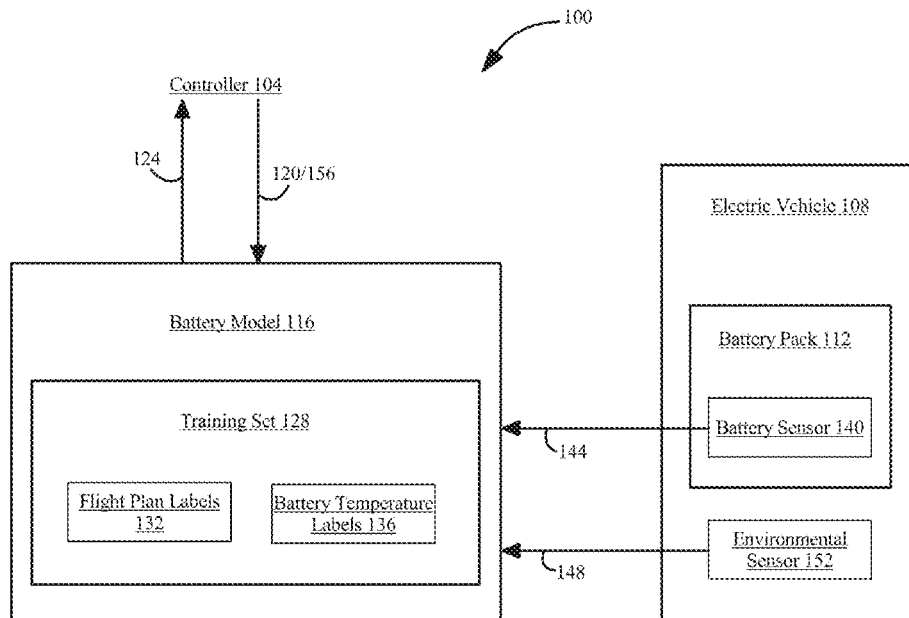 100
Controller 104
124
120/156
Electric Vehicle 108
Battery Model 116
Battery Pack 112
Training Set 128
Battery Sensor 140
144
Flight Plan Labels
132
Battery Temperature
Labels 136
Environmental
Sensor 152
148